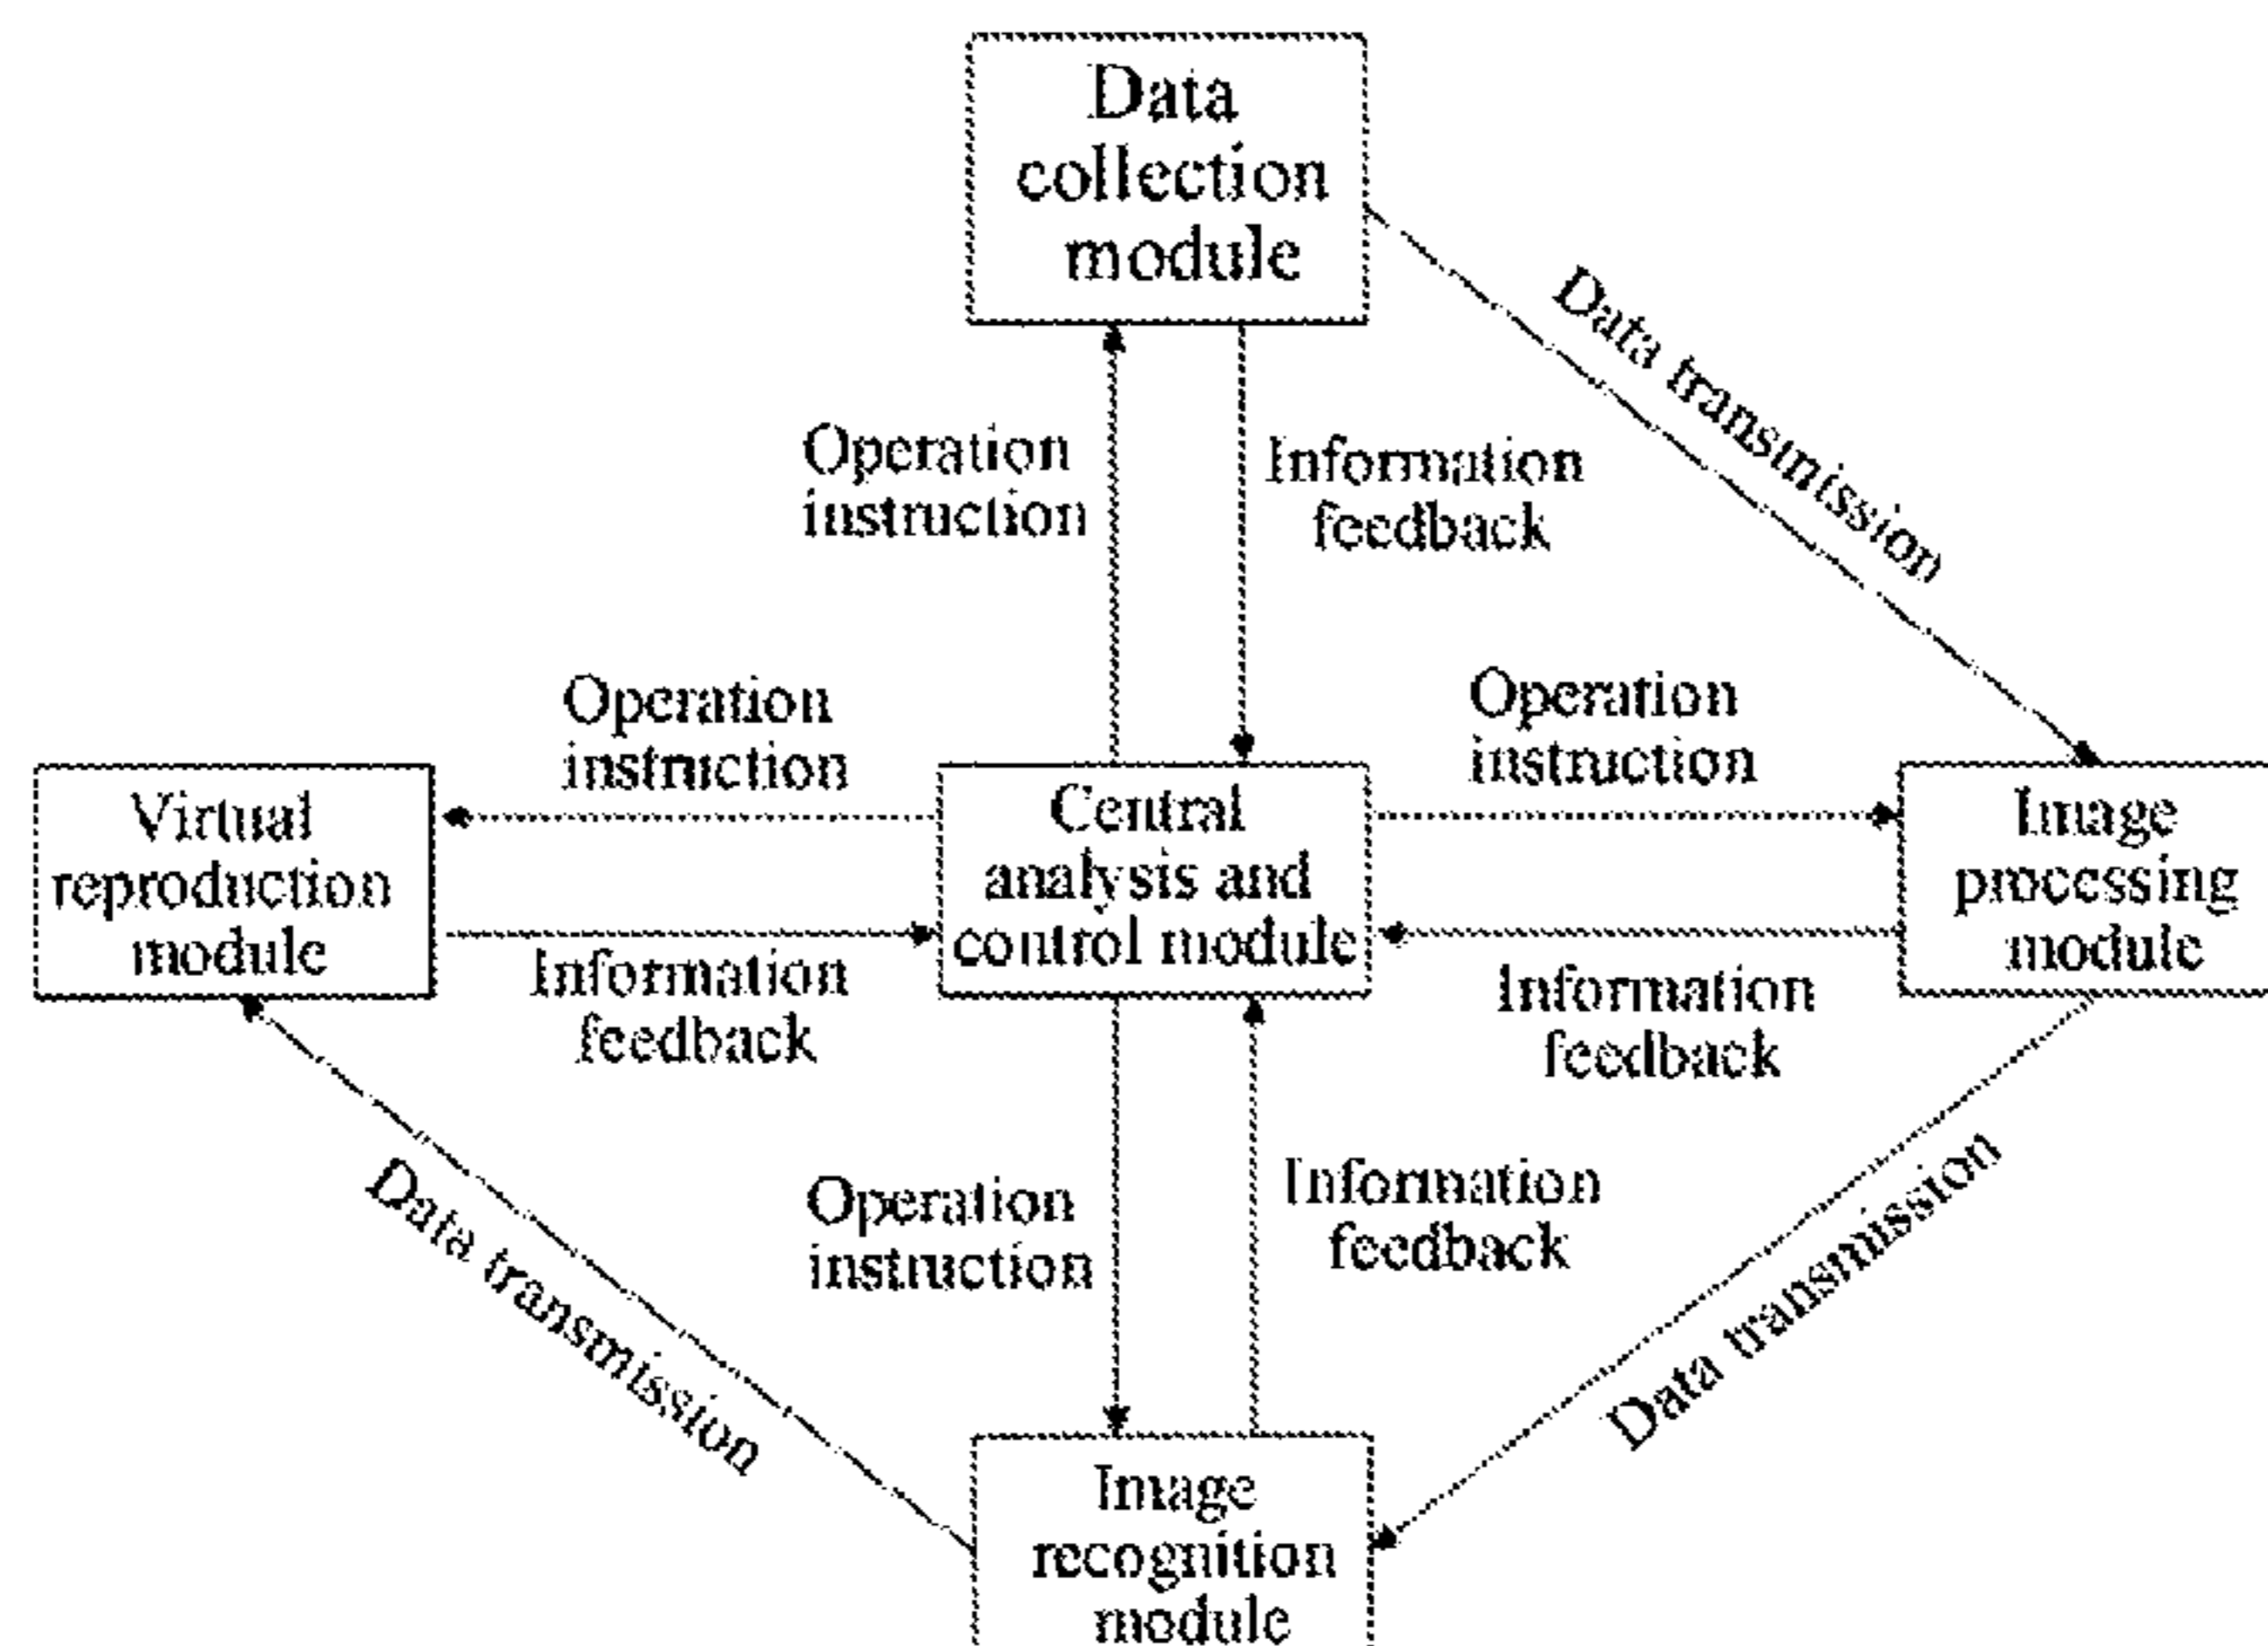 Data
collection
module
Data transmission
Operation
instruction
Information
feedback
Operation
instruction
Operation
instruction
Virtual
reproduction
module
Central
analysis and
control module
Image
processing
module
Information
feedback
Information
feedback
Data transmission
Operation
instruction
Information
feedback
Data transmission
Image
recognition
module